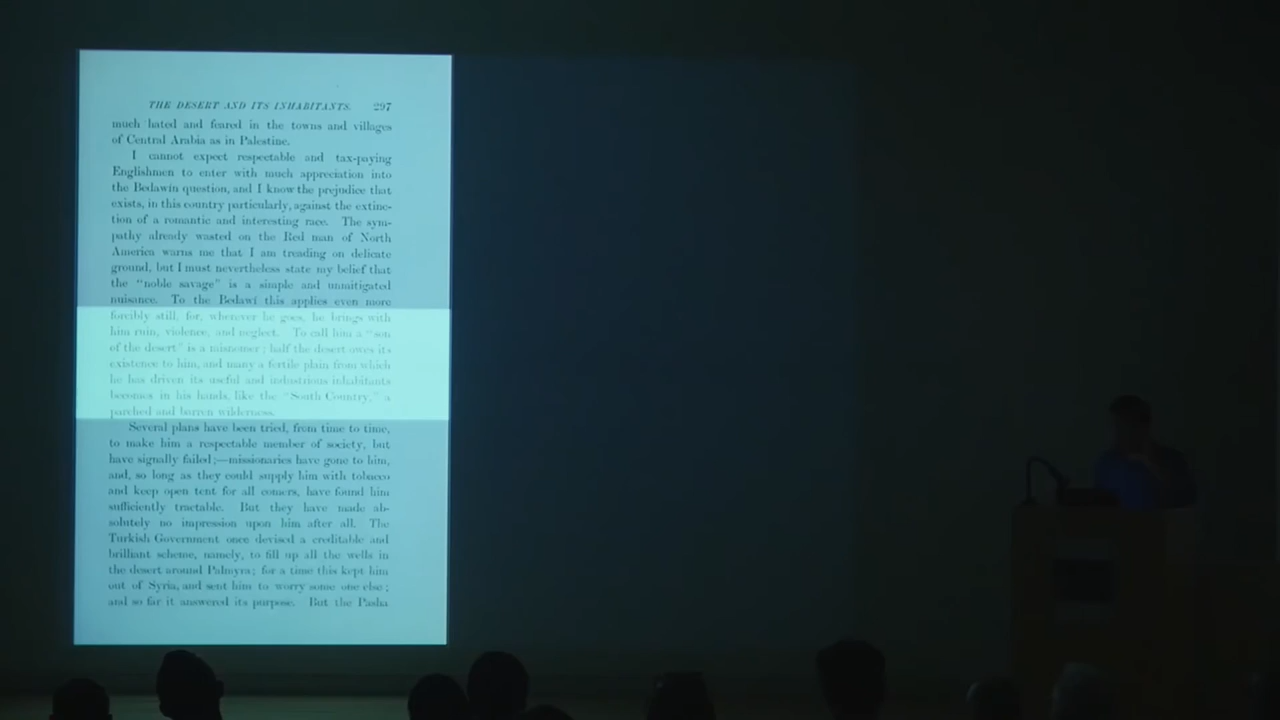 THE DESERT AND ITS INHABITANTS. 297
much hated and feared in the towns and villages
of Central Arabia as in Palestine.
I cannot expect respectable and tax-paying
Englishmen to enter with much appreciation into
the Bedawín question, and I know the prejudice that
exists, in this country particularly, against the extinc-
tion of a romantic and interesting race. The sym-
pathy already wasted on the Red man of North
America warns me that I am treading on delicate
ground, but I must nevertheless state my belief that
the "noble savage" is a simple and unmitigated
nuisance. To the Bedawí this applies even more
forcibly still, for, wherever he goes, he brings with
him ruin, violence, and neglect. To call him a "son
of the desert" is a misnomer; half the desert owes its
existence to him, and many a fertile plain from which
he has driven its useful and industrious inhabitants
becomes in his hands, like the "South Country," a
parched and barren wilderness.
Several plans have been tried, from time to time,
to make him a respectable member of society, but
have signally failed;—missionaries have gone to him,
and, so long as they could supply him with tobacco
and keep open tent for all comers, have found him
sufficiently tractable. But they have made ab-
solutely no impression upon him after all. The
Turkish Government once devised a creditable and
brilliant scheme, namely, to fill up all the wells in
the desert around Palmyra; for a time this kept him
out of Syria, and sent him to worry some one else;
and so far it answered its purpose. But the Pasha